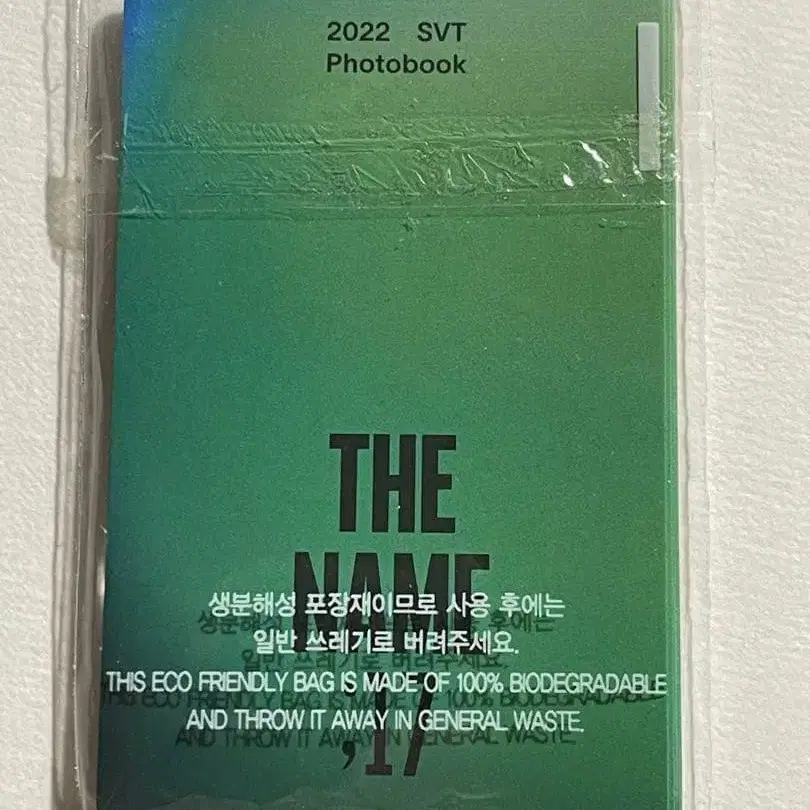 2022 SVT
Photobook
THE
NAME
생분해성 포장재이므로 사용 후에는
일반 쓰레기로 버려주세요.
THIS ECO FRIENDLY BAG IS MADE OF 100% BIODEGRADABLE
AND THROW IT AWAY IN GENERAL WASTE.
,17